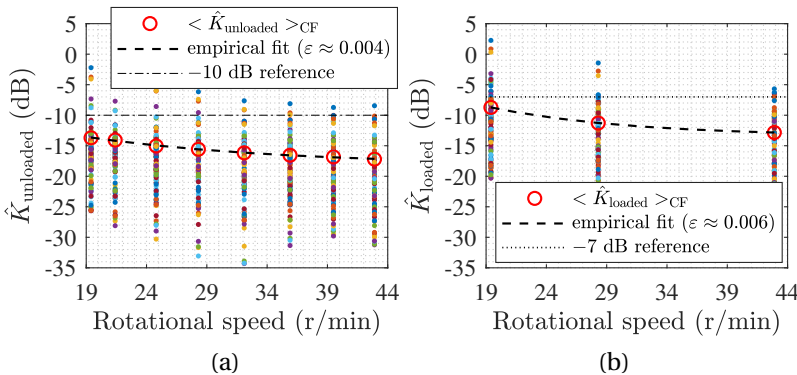 < K̂unloaded >CF
empirical fit (ε ≈ 0.004)
−10 dB reference
5
0
-5
-10
-15
-20
-25
-30
-35
K̂unloaded (dB)
19 24 29 34 39 44
Rotational speed (r/min)
(a)
5
0
-5
-10
-15
-20
-25
-30
-35
K̂loaded (dB)
< K̂loaded >CF
empirical fit (ε ≈ 0.006)
−7 dB reference
19 24 29 34 39 44
Rotational speed (r/min)
(b)